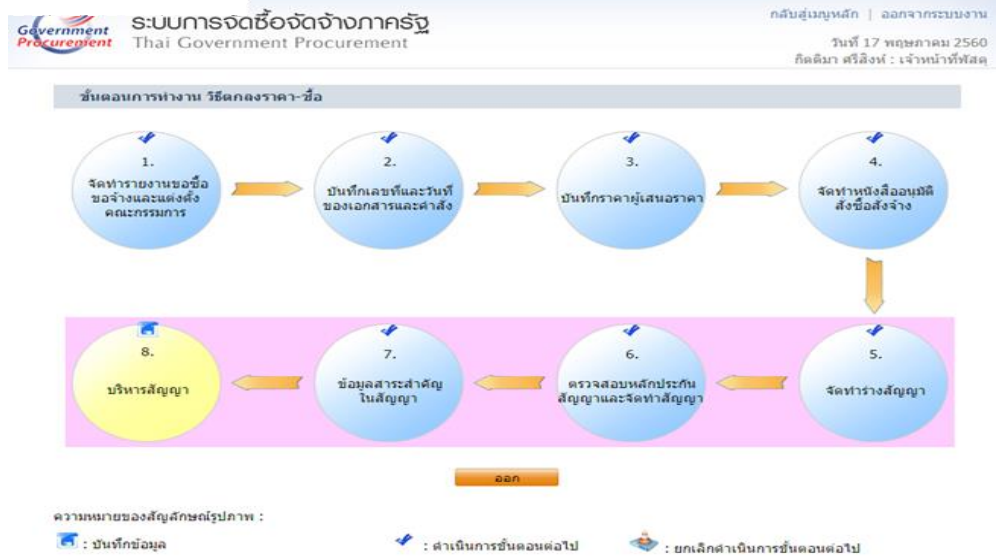 Government
Procurement
ระบบการจัดซื้อจัดจ้างภาครัฐ
Thai Government Procurement
กลับสู่เมนูหลัก | ออกจากระบบงาน
วันที่ 17 พฤษภาคม 2560
กิตติมา ศรีสิงห์ : เจ้าหน้าที่พัสดุ
ขั้นตอนการทำงาน วิธีตกลงราคา-ซื้อ
1.
จัดทำรายงานขอซื้อ
ขอจ้างและแต่งตั้ง
คณะกรรมการ
2.
บันทึกเลขที่และวันที่
ของเอกสารและคำสั่ง
3.
บันทึกราคาผู้เสนอราคา
4.
จัดทำหนังสืออนุมัติ
สั่งซื้อสั่งจ้าง
8.
บริหารสัญญา
7.
ข้อมูลสาระสำคัญ
ในสัญญา
6.
ตรวจสอบหลักประกัน
สัญญาและจัดทำสัญญา
5.
จัดทำร่างสัญญา
ออก
ความหมายของสัญลักษณ์รูปภาพ :
: บันทึกข้อมูล
: ดำเนินการขั้นตอนต่อไป
: ยกเลิกดำเนินการขั้นตอนต่อไป